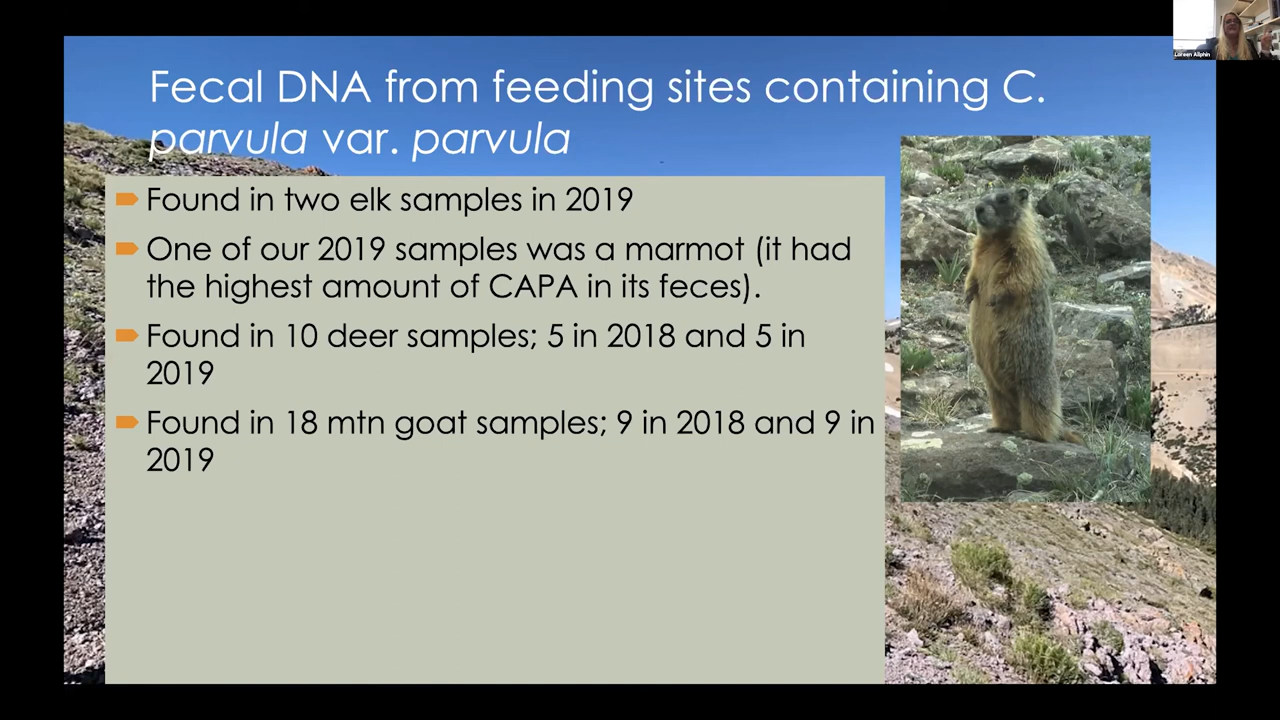 Fecal DNA from feeding sites containing C.
parvula var. parvula
Found in two elk samples in 2019
One of our 2019 samples was a marmot (it had
the highest amount of CAPA in its feces).
Found in 10 deer samples; 5 in 2018 and 5 in
2019
Found in 18 mtn goat samples; 9 in 2018 and 9 in
2019
Loreen Allphin